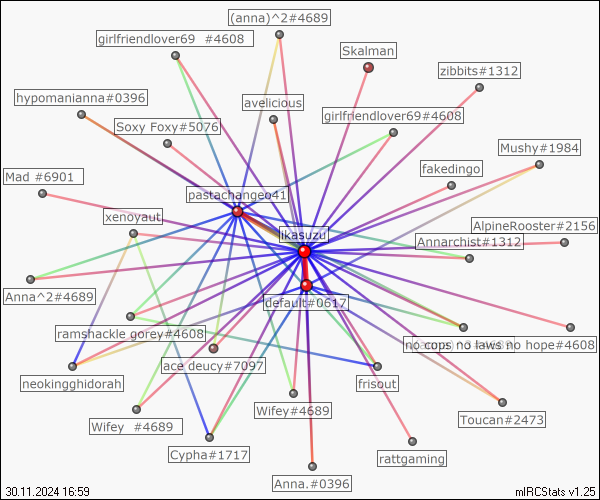 (anna)^2#4689
girlfriendlover69 #4608
Skalman
zibbits#1312
hypomanianna#0396
avelicious
girlfriendlover69#4608
Soxy Foxy#5076
Mushy#1984
fakedingo
Mad #6901
pastachangeo41
xenoyaut
AlpineRooster#2156
likasuzu
Annarchist#1312
Anna^2#4689
default#0617
ramshackle gorey#4608
no cops no laws no hope#4608
ace deucy#7097
neokingghidorah
frisout
Wifey#4689
Toucan#2473
Wifey #4689
Cypha#1717
rattgaming
Anna.#0396
30.11.2024 16:59
mIRCStats v1.25